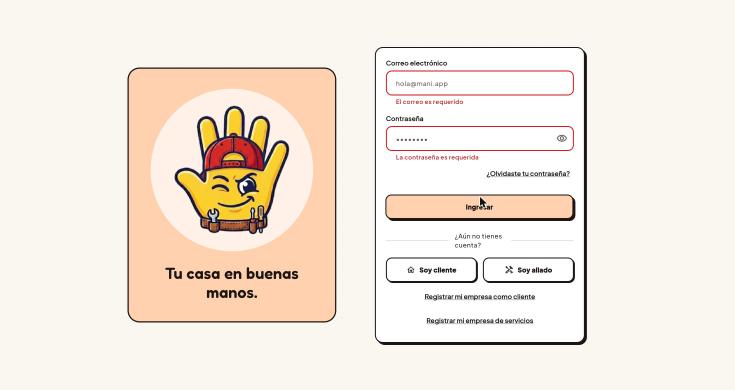 Tu casa en buenas
manos.
Correo electrónico
hola@mani.app
El correo es requerido
Contraseña
••••••••
La contraseña es requerida
¿Olvidaste tu contraseña?
Ingresar
¿Aún no tienes
cuenta?
Soy cliente
Soy aliado
Registrar mi empresa como cliente
Registrar mi empresa de servicios